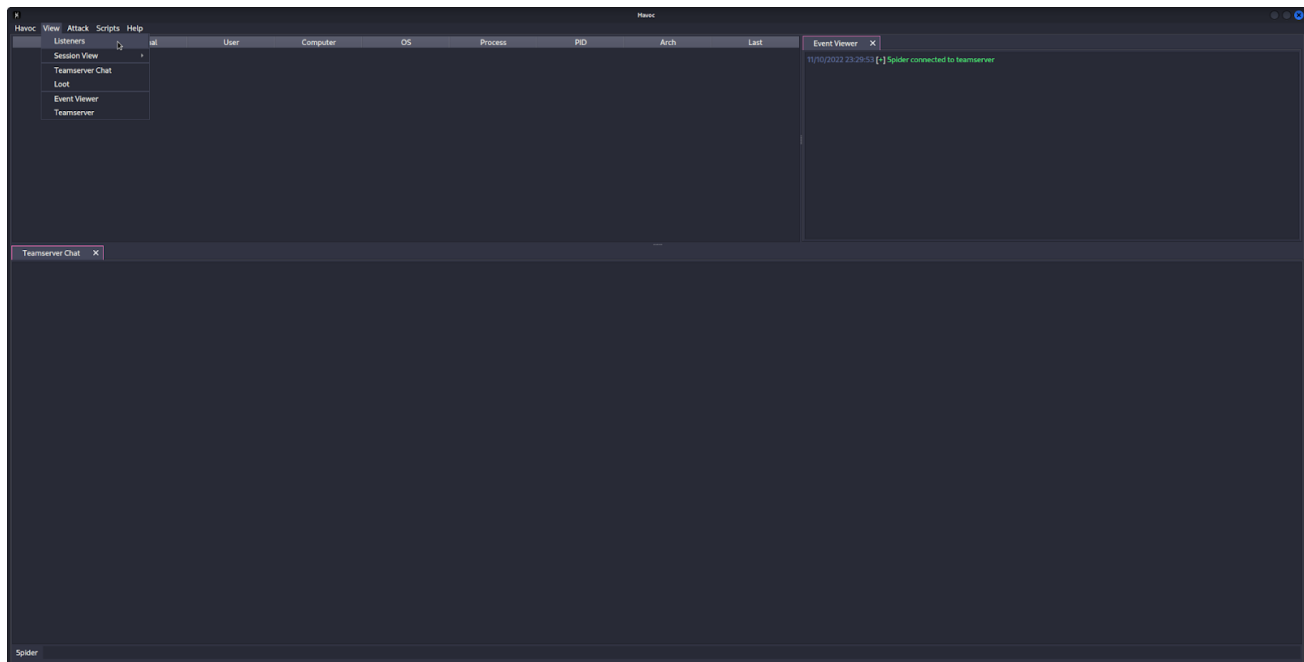 Havoc
Havoc View Attack Scripts Help
Listeners
Session View
Teamserver Chat
Loot
Event Viewer
Teamserver
User Computer OS Process PID Arch Last
Event Viewer X
11/10/2022 23:29:53 [+] Spider connected to teamserver
Teamserver Chat X
Spider